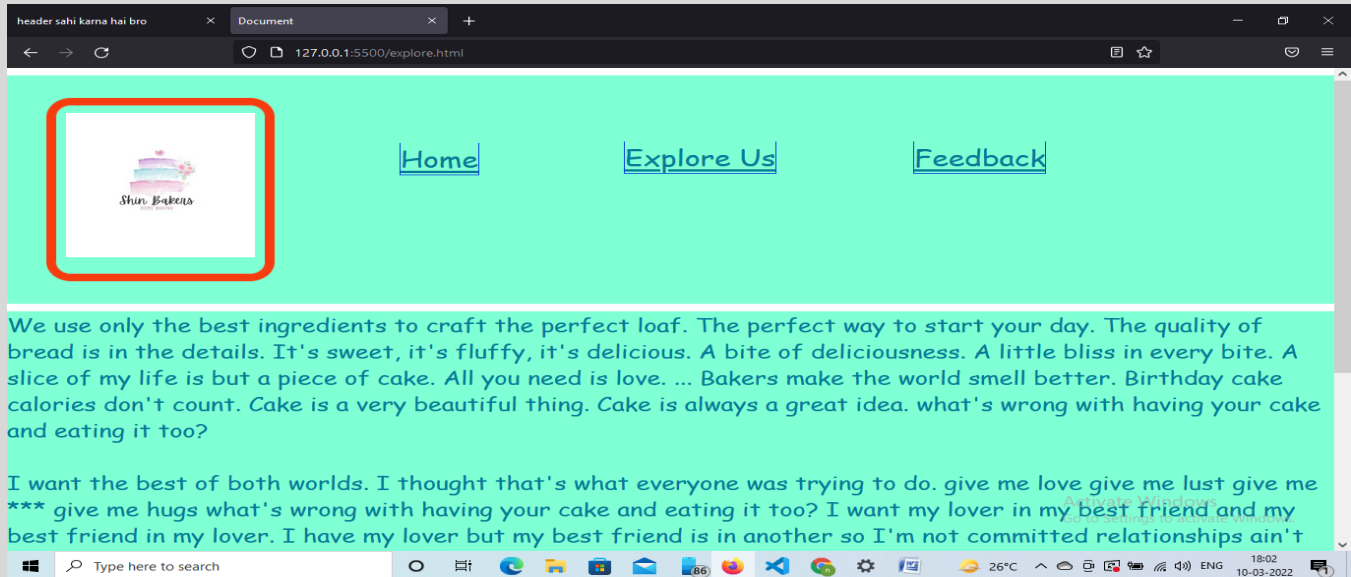 header sahi karna hai bro
Document
127.0.0.1:5500/explore.html
Shin Bakers
HOME BAKING
Home
Explore Us
Feedback
We use only the best ingredients to craft the perfect loaf. The perfect way to start your day. The quality of
bread is in the details. It's sweet, it's fluffy, it's delicious. A bite of deliciousness. A little bliss in every bite. A
slice of my life is but a piece of cake. All you need is love. ... Bakers make the world smell better. Birthday cake
calories don't count. Cake is a very beautiful thing. Cake is always a great idea. what's wrong with having your cake
and eating it too?
I want the best of both worlds. I thought that's what everyone was trying to do. give me love give me lust give me
*** give me hugs what's wrong with having your cake and eating it too? I want my lover in my best friend and my
best friend in my lover. I have my lover but my best friend is in another so I'm not committed relationships ain't
Activate Windows
Go to Settings to activate Windows.
Type here to search
86
26°C
ENG
18:02
10-03-2022
1